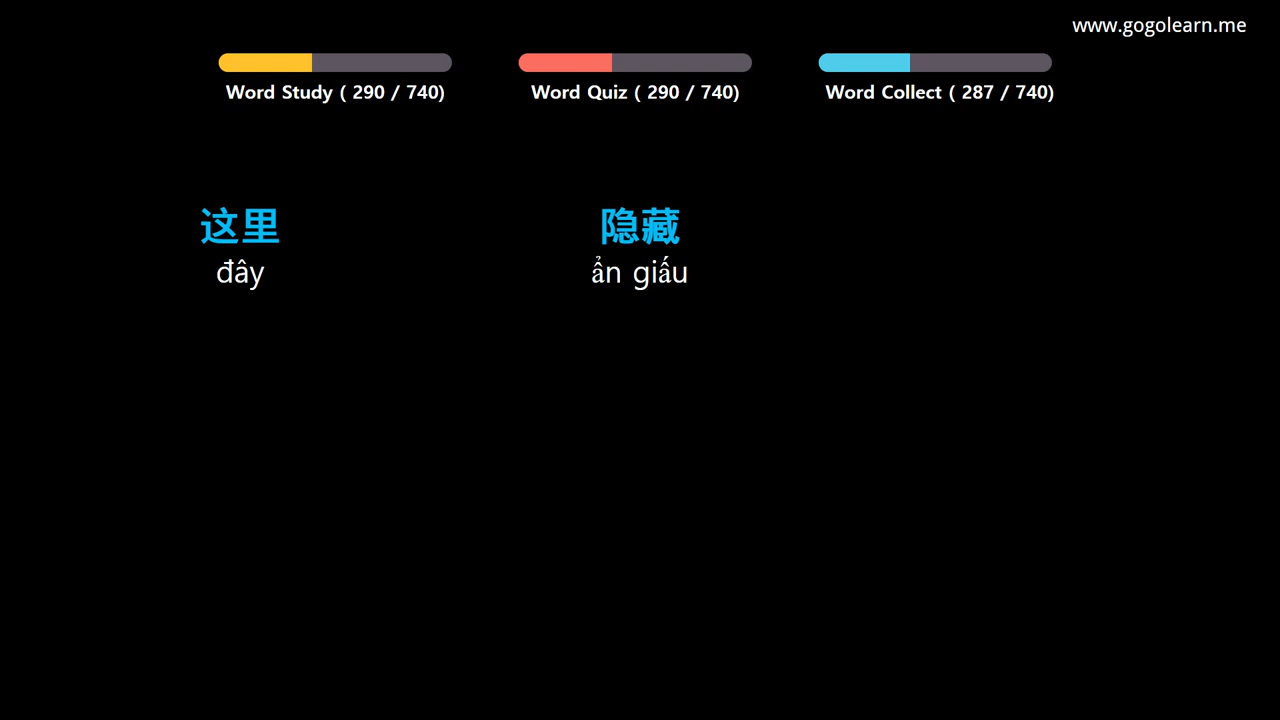 www.gogolearn.me
Word Study ( 290 / 740)
Word Quiz ( 290 / 740)
Word Collect ( 287 / 740)
这里
đây
隐藏
ẩn giấu